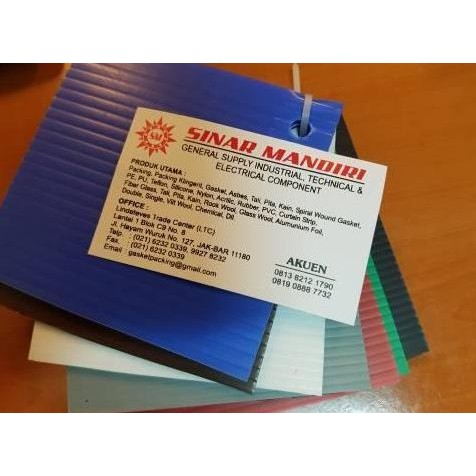 SM
SINAR MANDIRI
GENERAL SUPPLY INDUSTRIAL, TECHNICAL &
ELECTRICAL COMPONENT
PRODUK UTAMA :
Packing, Packing Klingerit, Gasket, Asbes, Tali, Pita, Kain, Spiral Wound Gasket,
PE, PU, Teflon, Silicone, Nylon, Acrilic, Rubber, PVC, Curtain Strip,
Fiber Glass, Tali, Pita, Kain, Rock Wool, Glass Wool, Alumunium Foil,
Double, Single, Vilt Wool, Chemical, Dll
OFFICE :
Lindeteves Trade Center (LTC)
Lantai 1 Blok C9 No. 8
Jl. Hayam Wuruk No. 127, JAK-BAR 11180
Telp. : (021) 6232 0339, 9927 8232
Fax. : (021) 6232 0339
Email : gasketpacking@gmail.com
AKUEN
0813 8212 1790
0819 0888 7732